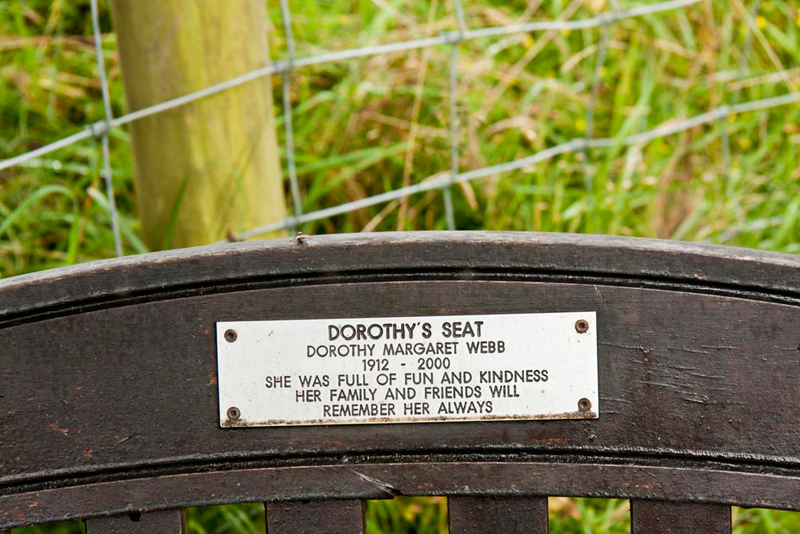 DOROTHY'S SEAT
DOROTHY MARGARET WEBB
1912 - 2000
SHE WAS FULL OF FUN AND KINDNESS
HER FAMILY AND FRIENDS WILL
REMEMBER HER ALWAYS